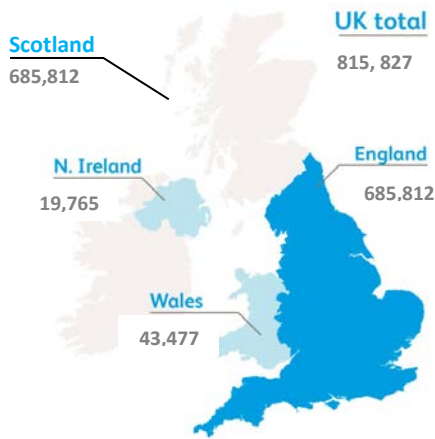 UK total
815, 827
Scotland
685,812
England
685,812
N. Ireland
19,765
Wales
43,477